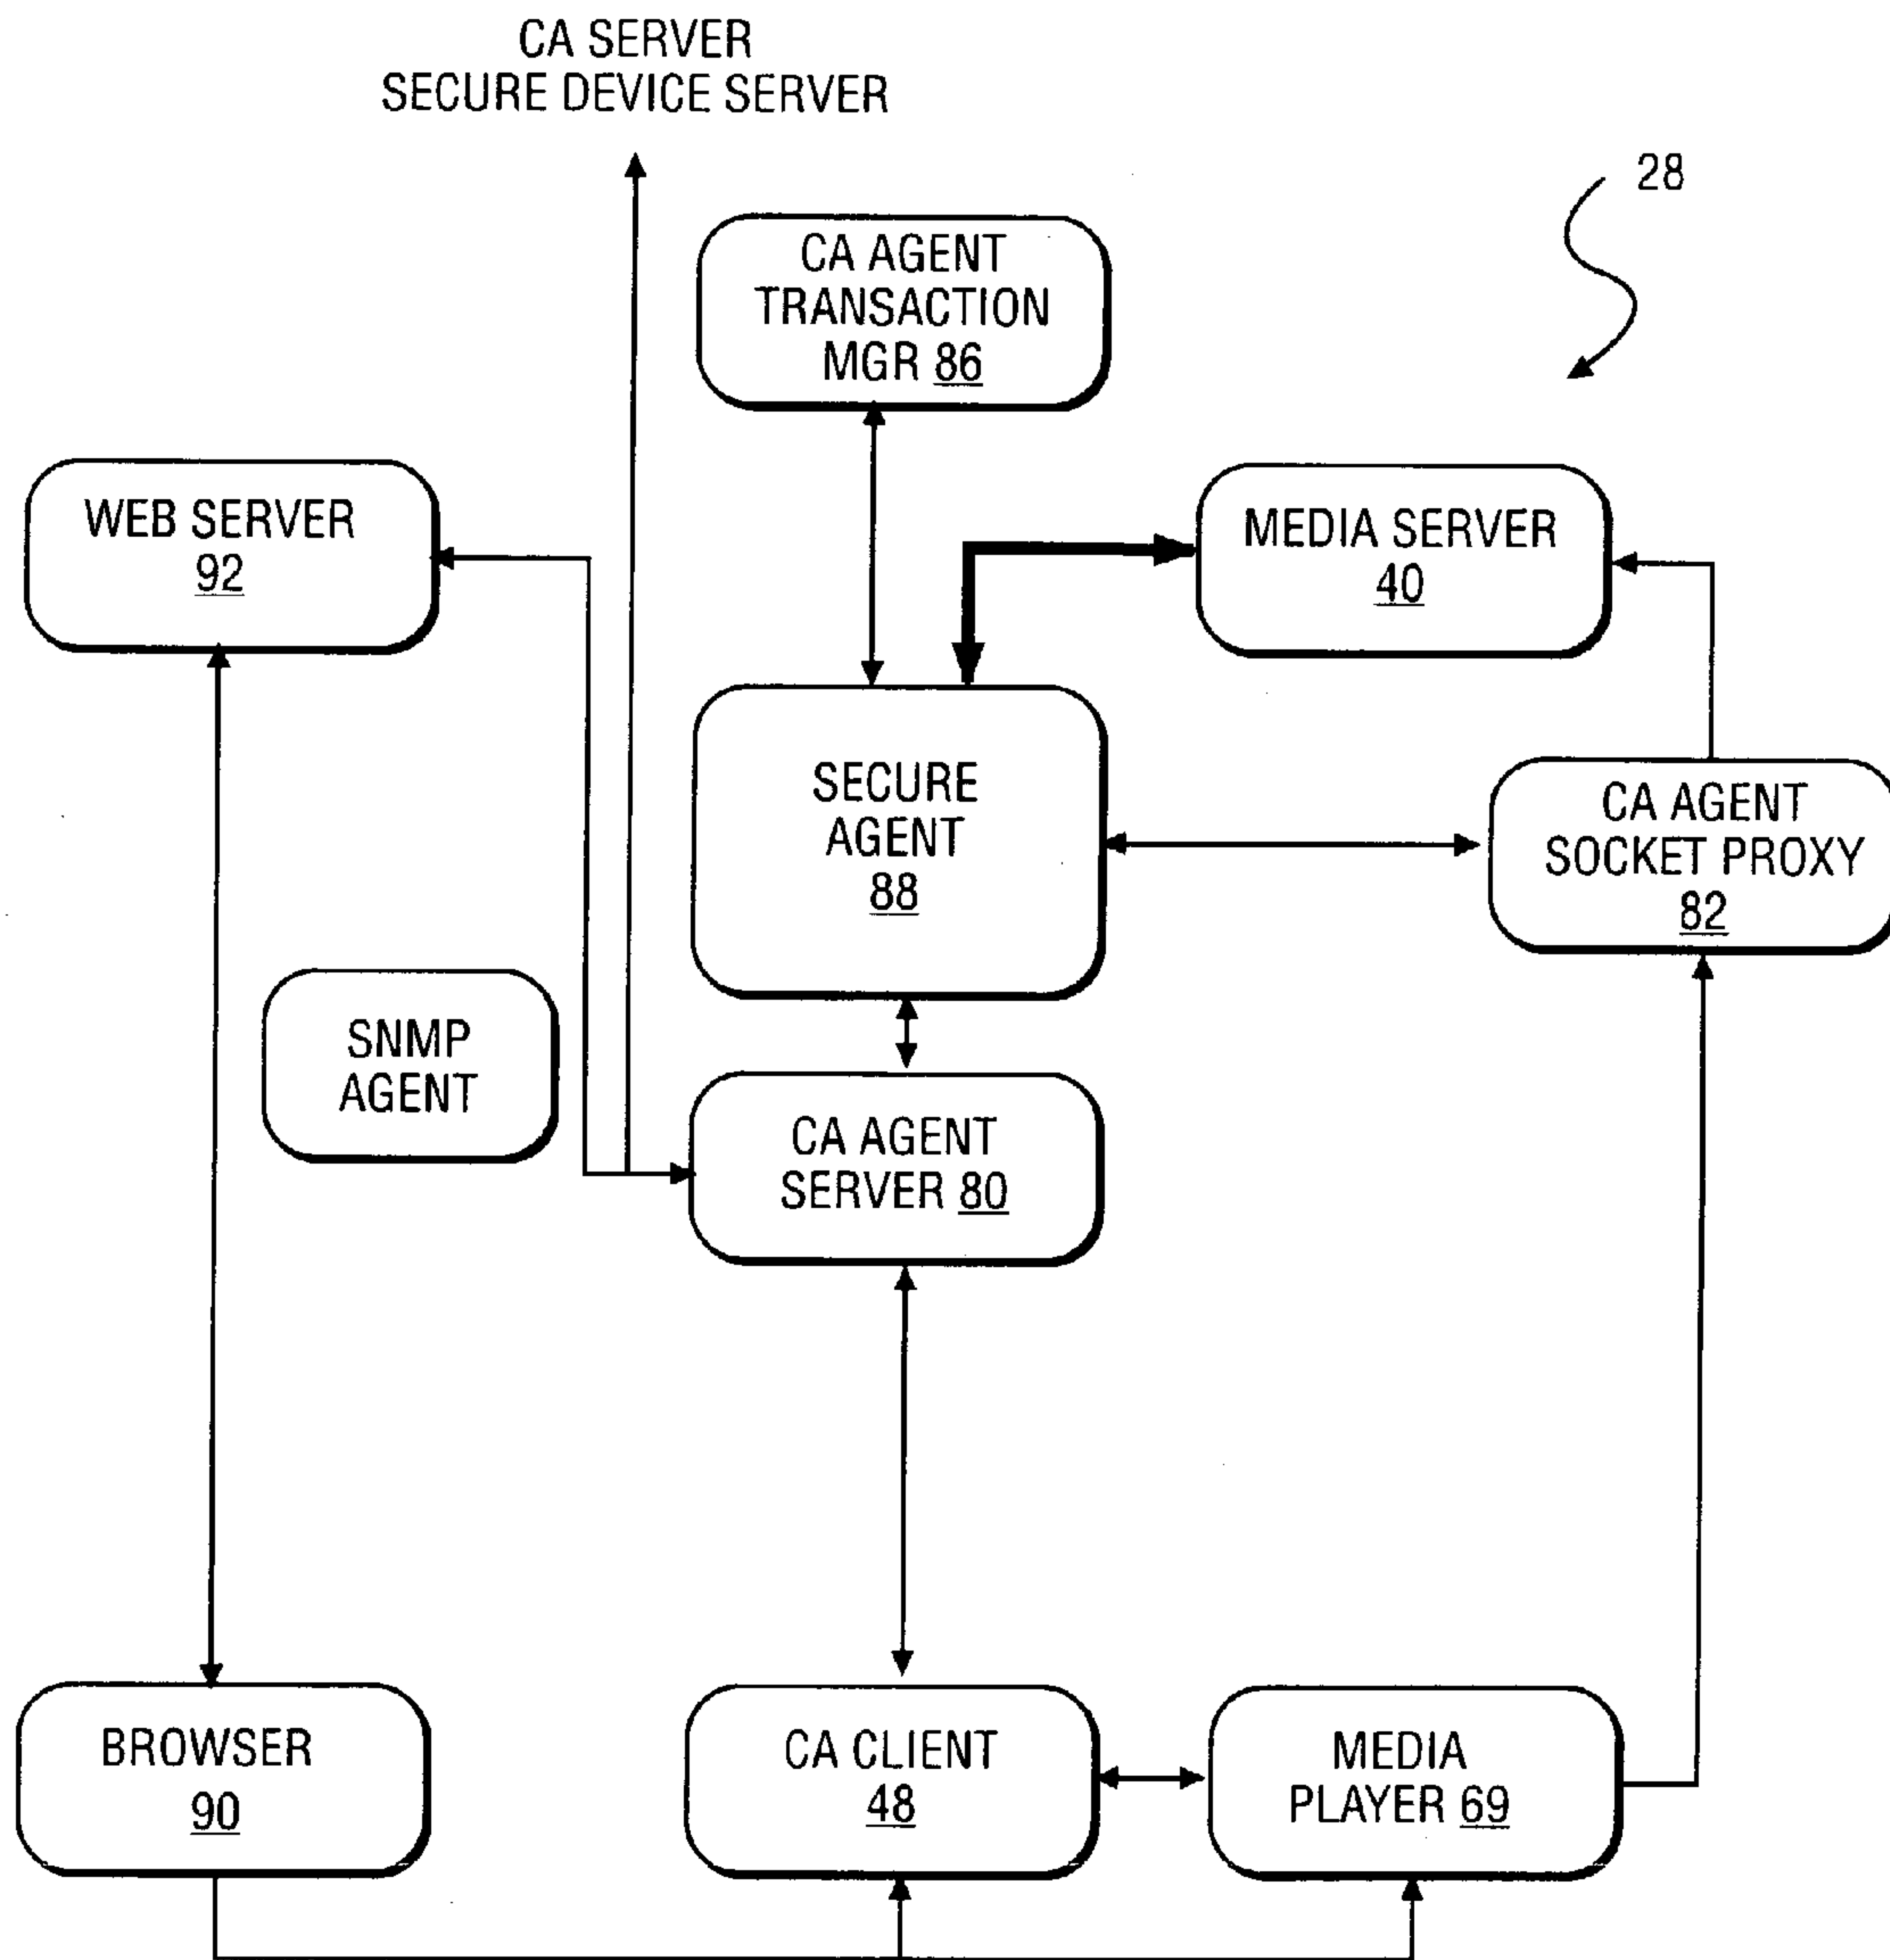 CA SERVER
SECURE DEVICE SERVER
28
CA AGENT
TRANSACTION
MGR 86
WEB SERVER
92
MEDIA SERVER
40
SECURE
AGENT
88
CA AGENT
SOCKET PROXY
82
SNMP
AGENT
CA AGENT
SERVER 80
BROWSER
90
CA CLIENT
48
MEDIA
PLAYER 69